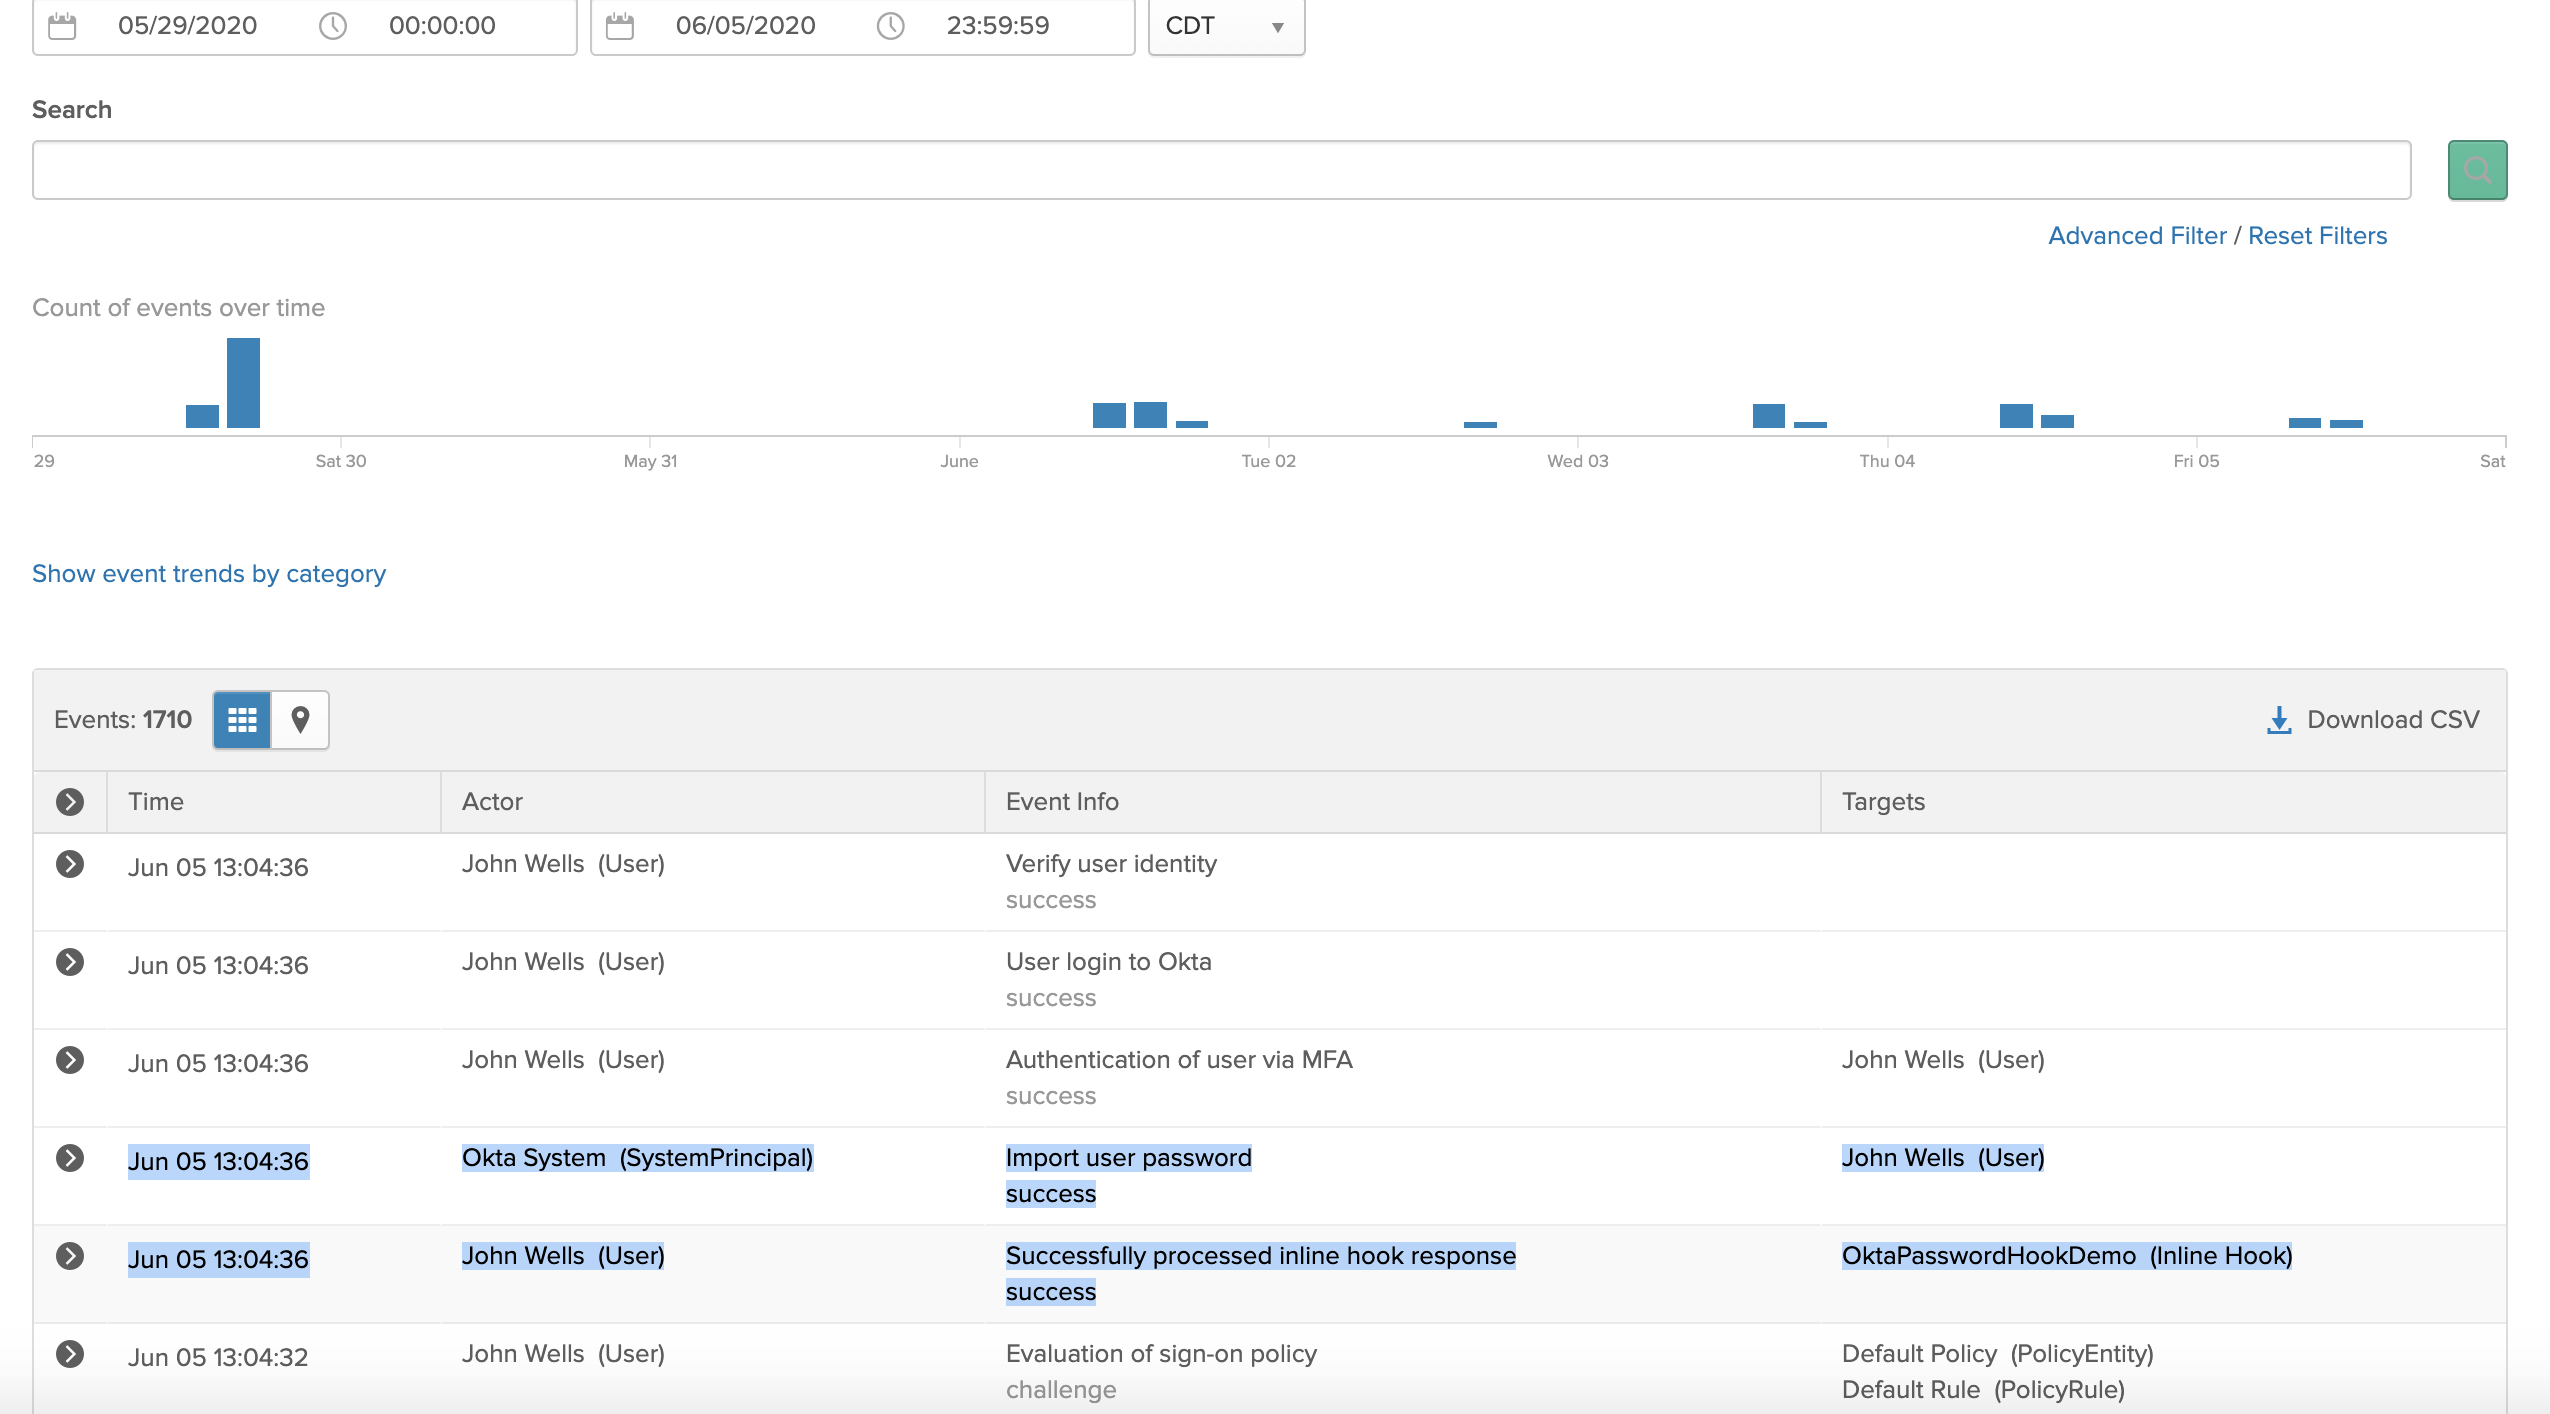 05/29/2020 00:00:00 06/05/2020 23:59:59 CDT
Search
Advanced Filter / Reset Filters
Count of events over time
29 Sat 30 May 31 June Tue 02 Wed 03 Thu 04 Fri 05 Sat
Show event trends by category
Events: 1710 Download CSV
Time Actor Event Info Targets
Jun 05 13:04:36 John Wells (User) Verify user identity
success
Jun 05 13:04:36 John Wells (User) User login to Okta
success
Jun 05 13:04:36 John Wells (User) Authentication of user via MFA John Wells (User)
success
Jun 05 13:04:36 Okta System (SystemPrincipal) Import user password John Wells (User)
success
Jun 05 13:04:36 John Wells (User) Successfully processed inline hook response OktaPasswordHookDemo (Inline Hook)
success
Jun 05 13:04:32 John Wells (User) Evaluation of sign-on policy Default Policy (PolicyEntity)
challenge Default Rule (PolicyRule)